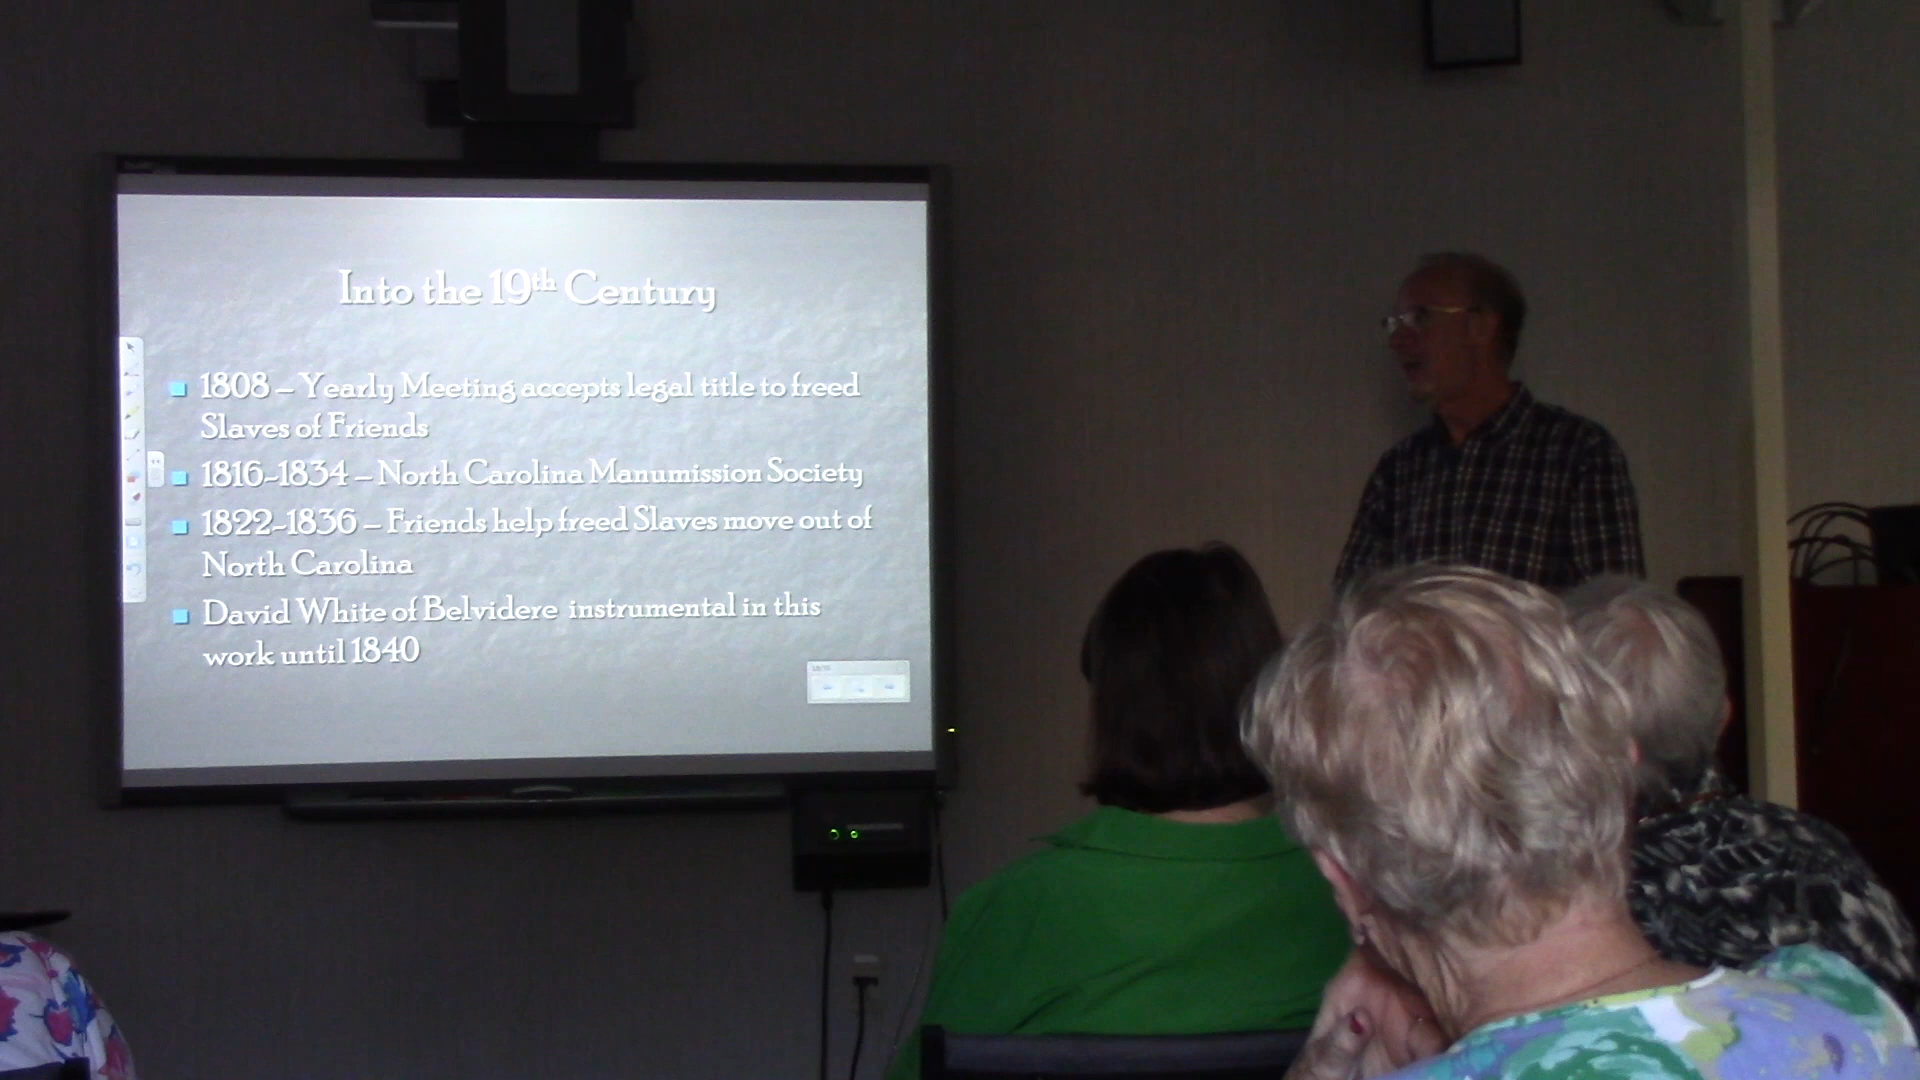 Into the 19th Century
1808 – Yearly Meeting accepts legal title to freed
Slaves of Friends
1816-1834 – North Carolina Manumission Society
1822-1836 – Friends help freed Slaves move out of
North Carolina
David White of Belvidere instrumental in this
work until 1840